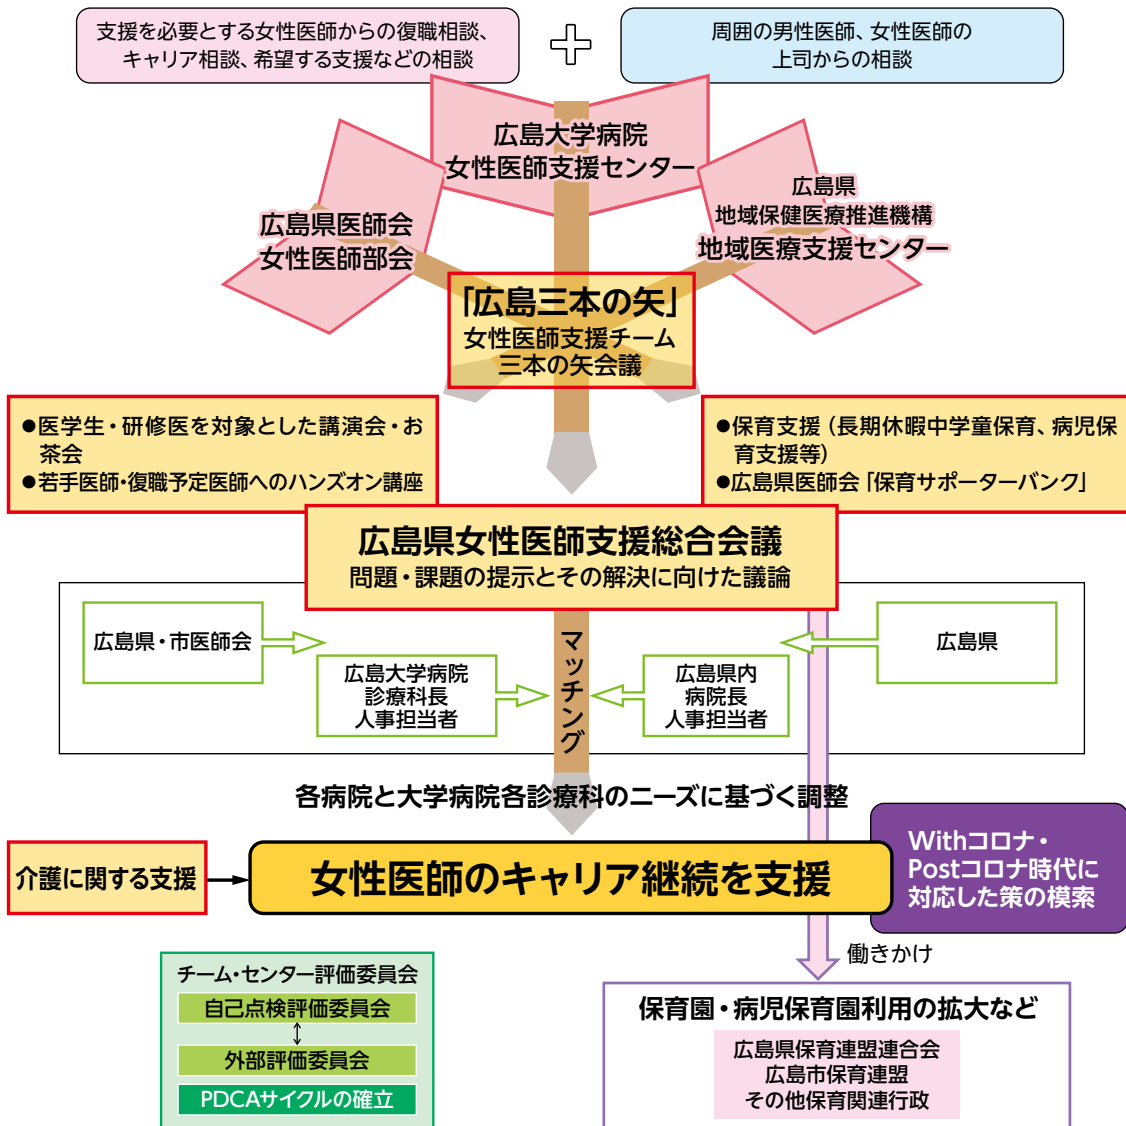 支援を必要とする女性医師からの復職相談、
キャリア相談、希望する支援などの相談
周囲の男性医師、女性医師の
上司からの相談
広島大学病院
女性医師支援センター
広島県医師会
女性医師部会
広島県
地域保健医療推進機構
地域医療支援センター
「広島三本の矢」
女性医師支援チーム
三本の矢会議
●医学生・研修医を対象とした講演会・お
茶会
●若手医師・復職予定医師へのハンズオン講座
●保育支援(長期休暇中学童保育、病児保
育支援等)
●広島県医師会「保育サポーターバンク」
広島県女性医師支援総合会議
問題・課題の提示とその解決に向けた議論
広島県・市医師会
広島大学病院
診療科長
人事担当者
マッチング
広島県内
病院長
人事担当者
広島県
各病院と大学病院各診療科のニーズに基づく調整
介護に関する支援
女性医師のキャリア継続を支援
Withコロナ・
Postコロナ時代に
対応した策の模索
働きかけ
チーム・センター評価委員会
自己点検評価委員会
外部評価委員会
PDCAサイクルの確立
保育園・病児保育園利用の拡大など
広島県保育連盟連合会
広島市保育連盟
その他保育関連行政